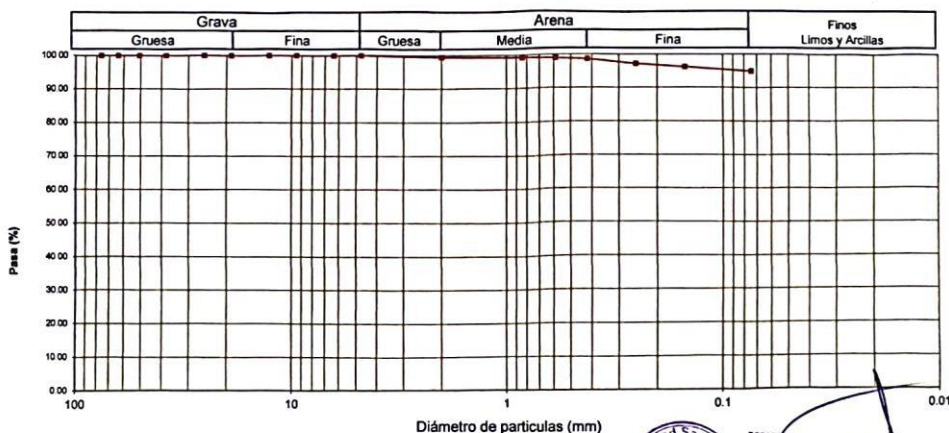 Grava Arena Finos
Limos y Arcillas
Gruesa Fina Gruesa Media Fina
100.00
90.00
80.00
70.00
60.00
50.00
40.00
30.00
20.00
10.00
0.00
Pasa (%)
100 10 1 0.1 0.01
Diámetro de particulas (mm)